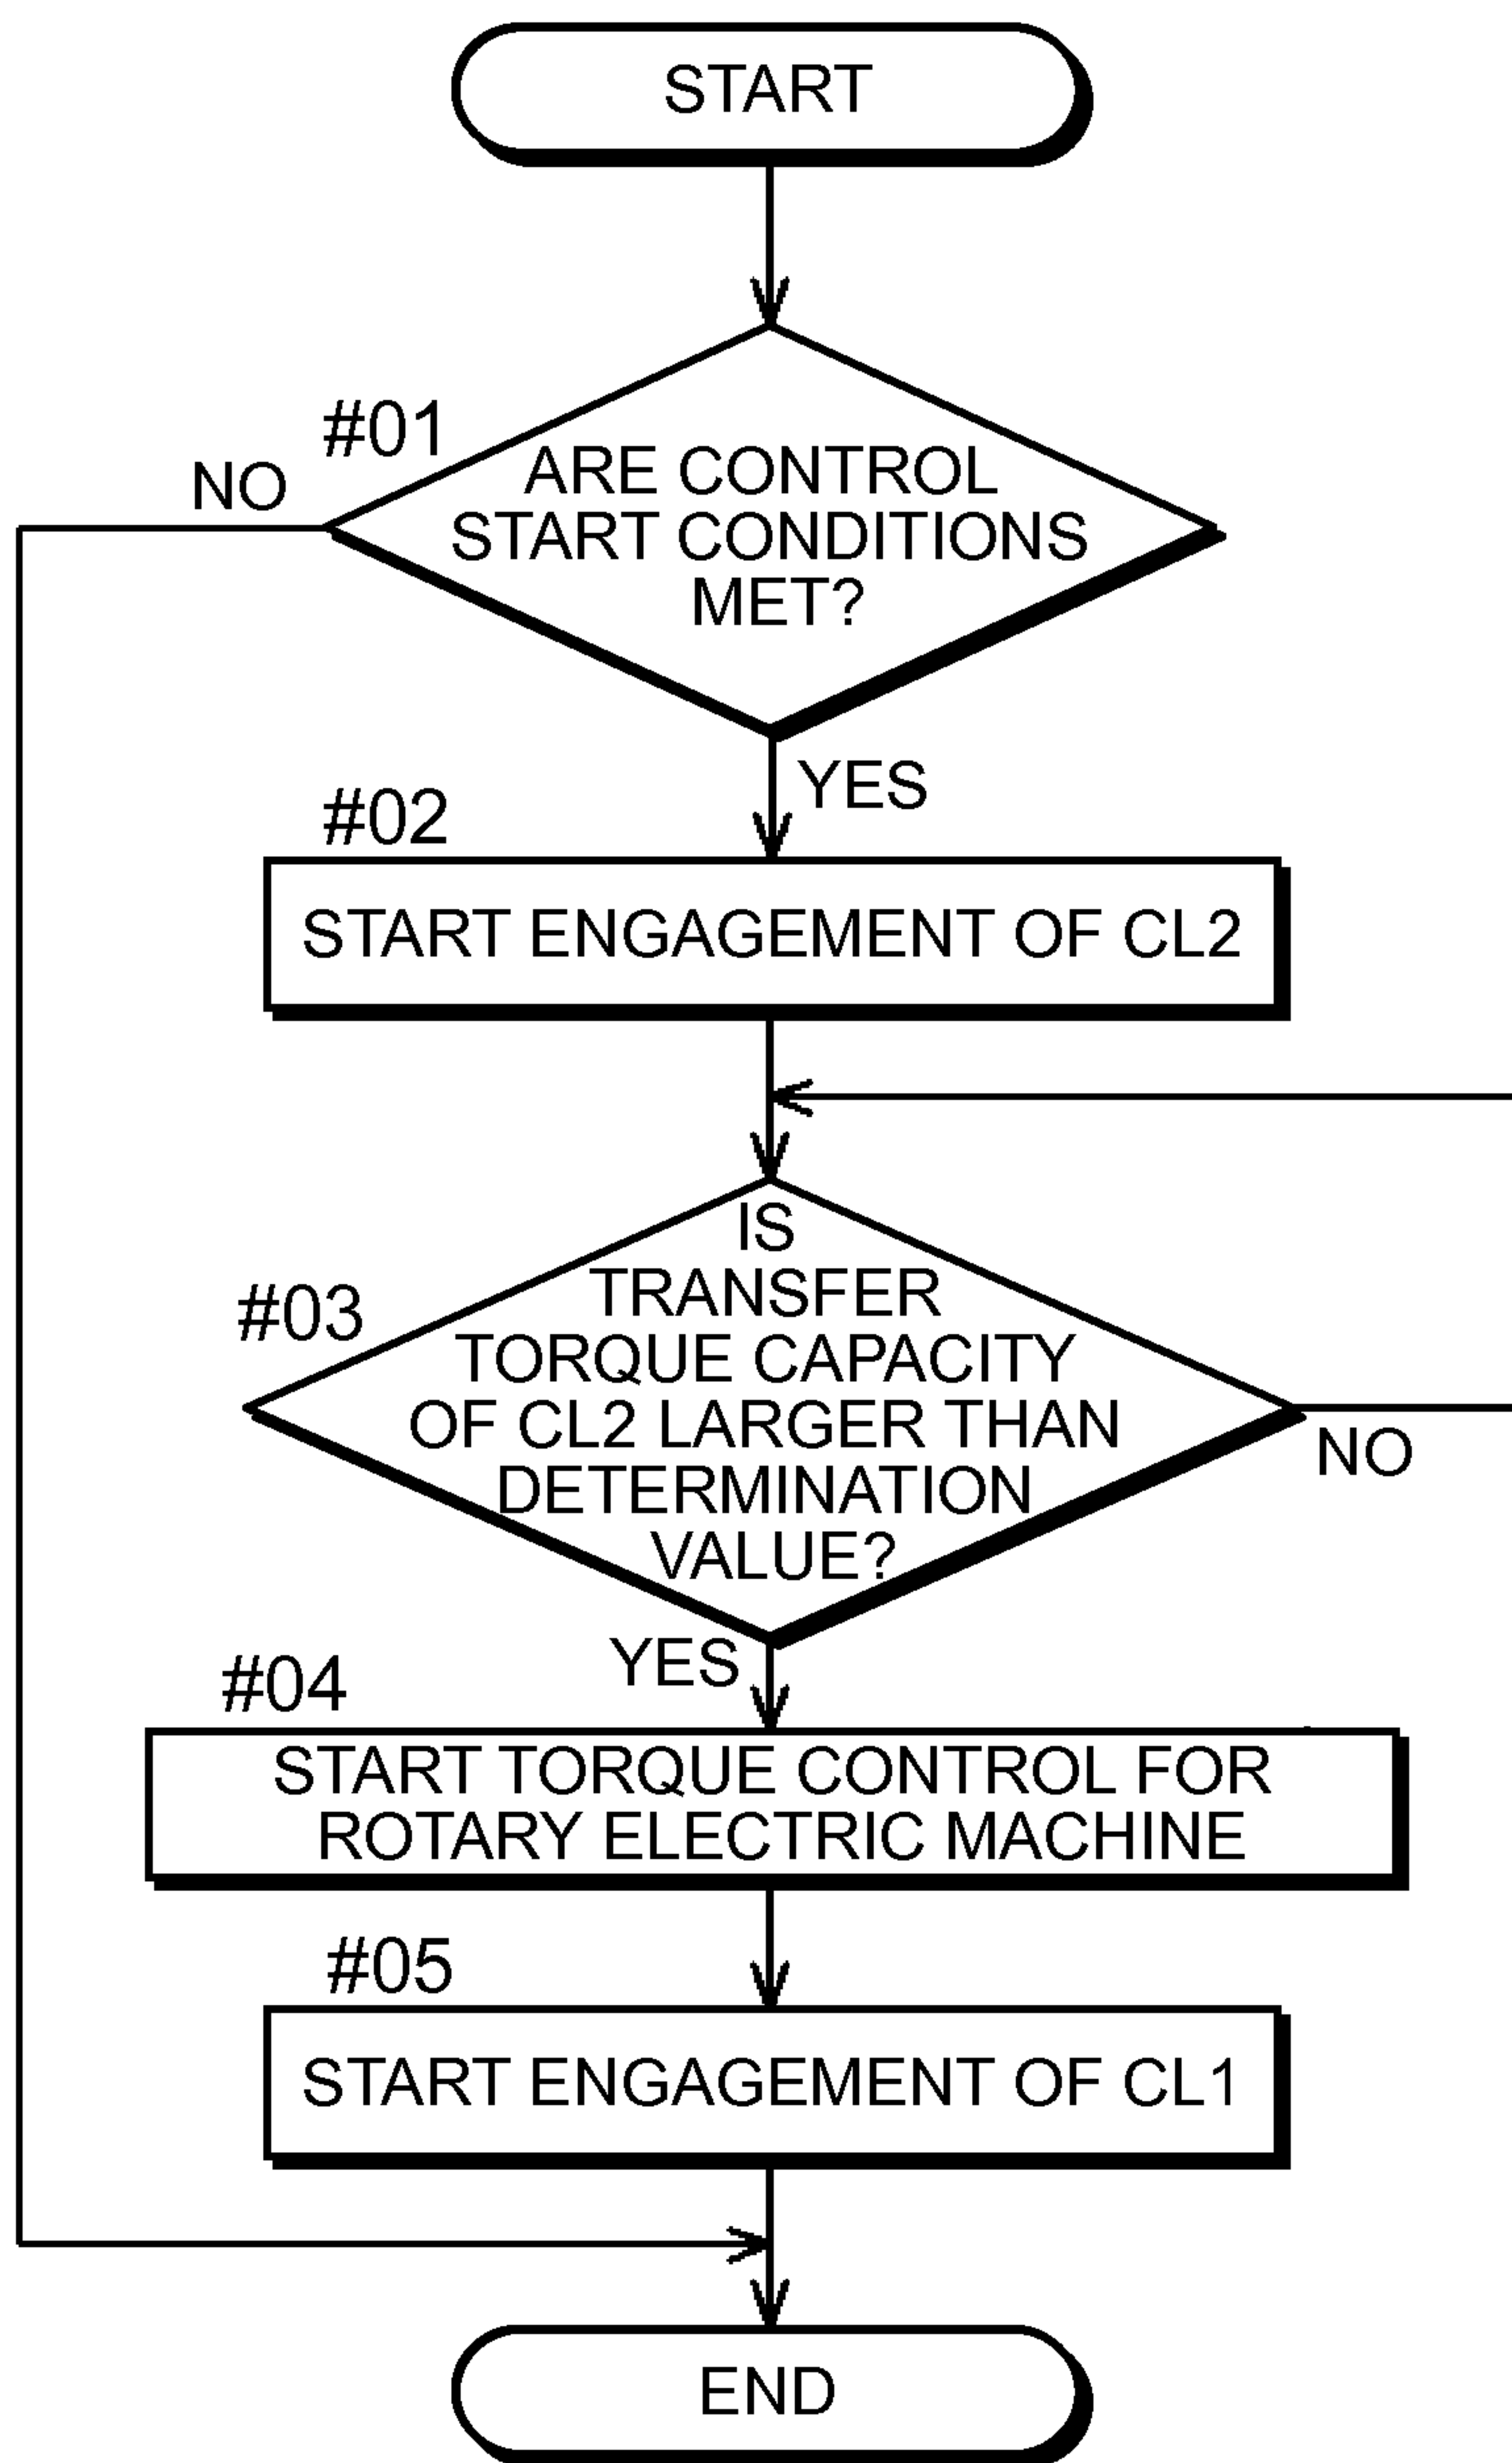 START
#01
NO
ARE CONTROL
START CONDITIONS
MET?
YES
#02
START ENGAGEMENT OF CL2
#03
IS
TRANSFER
TORQUE CAPACITY
OF CL2 LARGER THAN
DETERMINATION
VALUE?
NO
YES
#04
START TORQUE CONTROL FOR
ROTARY ELECTRIC MACHINE
#05
START ENGAGEMENT OF CL1
END